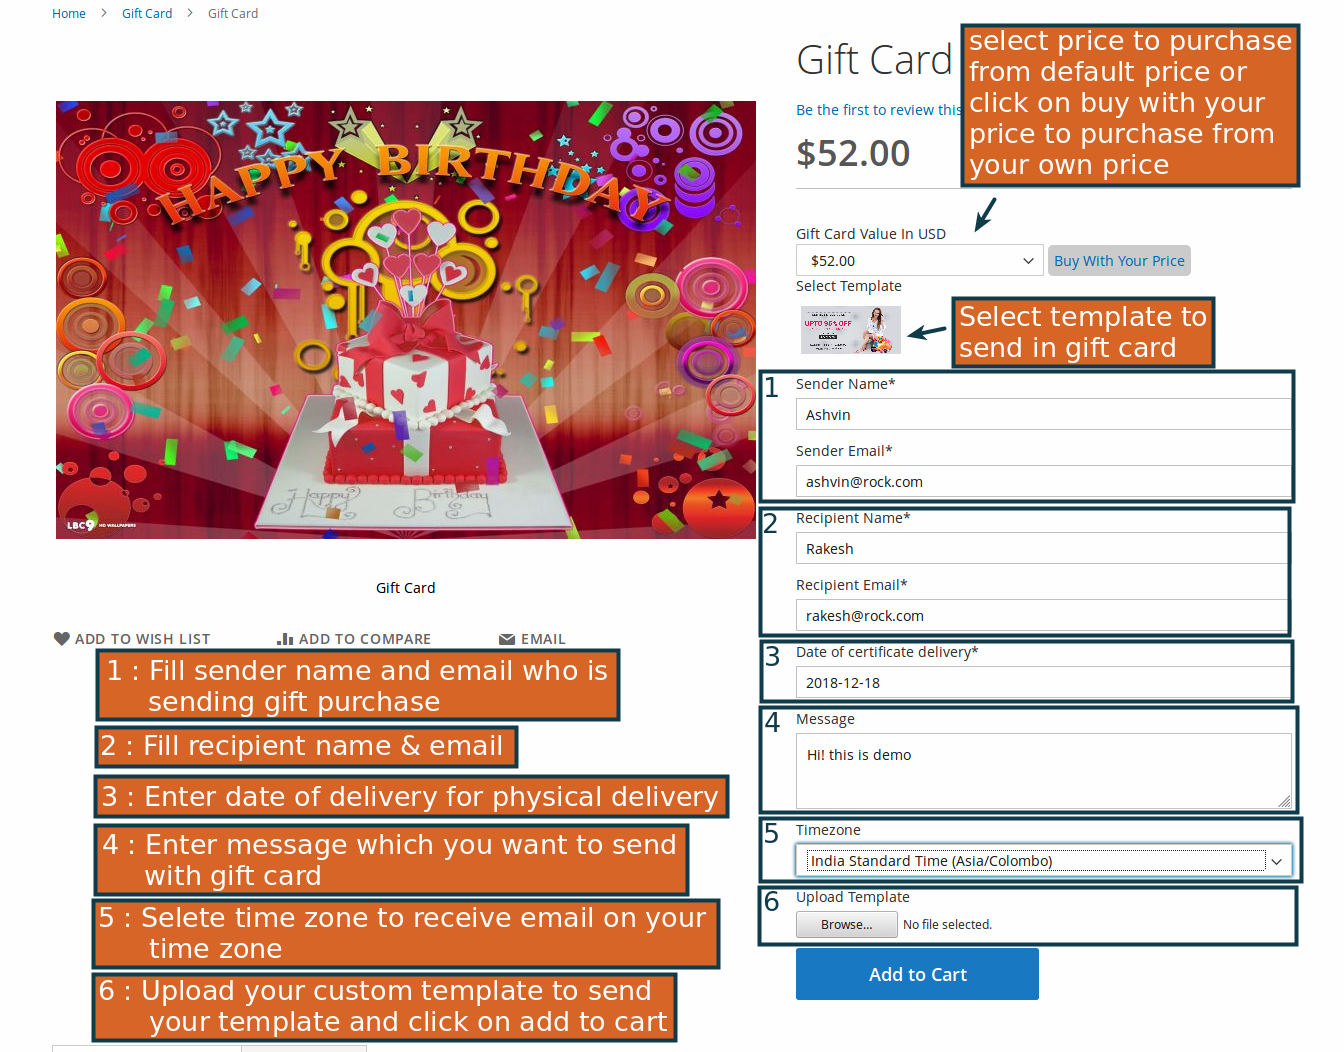 Home > Gift Card > Gift Card
Gift Card
Be the first to review this
$52.00
select price to purchase
from default price or
click on buy with your
price to purchase from
your own price
HAPPY BIRTHDAY
Happy Birthday
LBC9 HD WALLPAPERS
Gift Card
ADD TO WISH LIST
ADD TO COMPARE
EMAIL
Gift Card Value In USD
$52.00
Buy With Your Price
Select Template
UPTO 95% OFF
Select template to
send in gift card
1
Sender Name*
Ashvin
Sender Email*
ashvin@rock.com
2
Recipient Name*
Rakesh
Recipient Email*
rakesh@rock.com
3
Date of certificate delivery*
2018-12-18
4
Message
Hi! this is demo
5
Timezone
India Standard Time (Asia/Colombo)
6
Upload Template
Browse... No file selected.
Add to Cart
1 : Fill sender name and email who is
sending gift purchase
2 : Fill recipient name & email
3 : Enter date of delivery for physical delivery
4 : Enter message which you want to send
with gift card
5 : Selete time zone to receive email on your
time zone
6 : Upload your custom template to send
your template and click on add to cart